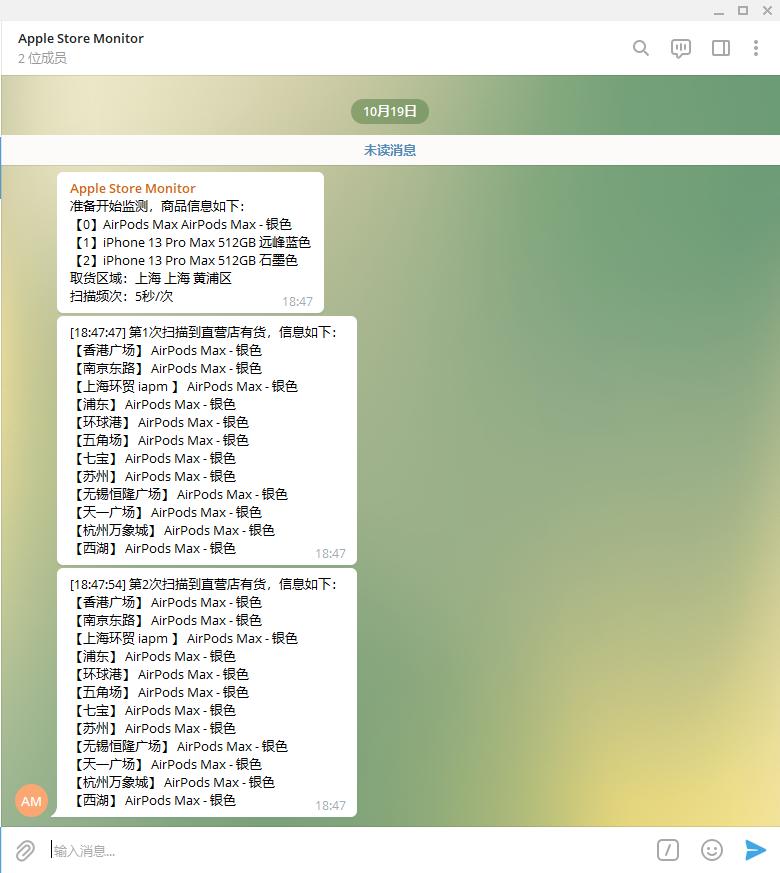 Apple Store Monitor
2 位成员
10月19日
未读消息
Apple Store Monitor
准备开始监测，商品信息如下：
【0】AirPods Max AirPods Max - 银色
【1】iPhone 13 Pro Max 512GB 远峰蓝色
【2】iPhone 13 Pro Max 512GB 石墨色
取货区域：上海 上海 黄浦区
扫描频次：5秒/次
18:47
[18:47:47] 第1次扫描到直营店有货，信息如下：
【香港广场】 AirPods Max - 银色
【南京东路】 AirPods Max - 银色
【上海环贸 iapm 】 AirPods Max - 银色
【浦东】 AirPods Max - 银色
【环球港】 AirPods Max - 银色
【五角场】 AirPods Max - 银色
【七宝】 AirPods Max - 银色
【苏州】 AirPods Max - 银色
【无锡恒隆广场】 AirPods Max - 银色
【天一广场】 AirPods Max - 银色
【杭州万象城】 AirPods Max - 银色
【西湖】 AirPods Max - 银色
18:47
[18:47:54] 第2次扫描到直营店有货，信息如下：
【香港广场】 AirPods Max - 银色
【南京东路】 AirPods Max - 银色
【上海环贸 iapm 】 AirPods Max - 银色
【浦东】 AirPods Max - 银色
【环球港】 AirPods Max - 银色
【五角场】 AirPods Max - 银色
【七宝】 AirPods Max - 银色
【苏州】 AirPods Max - 银色
【无锡恒隆广场】 AirPods Max - 银色
【天一广场】 AirPods Max - 银色
【杭州万象城】 AirPods Max - 银色
【西湖】 AirPods Max - 银色
18:47
AM
输入消息...